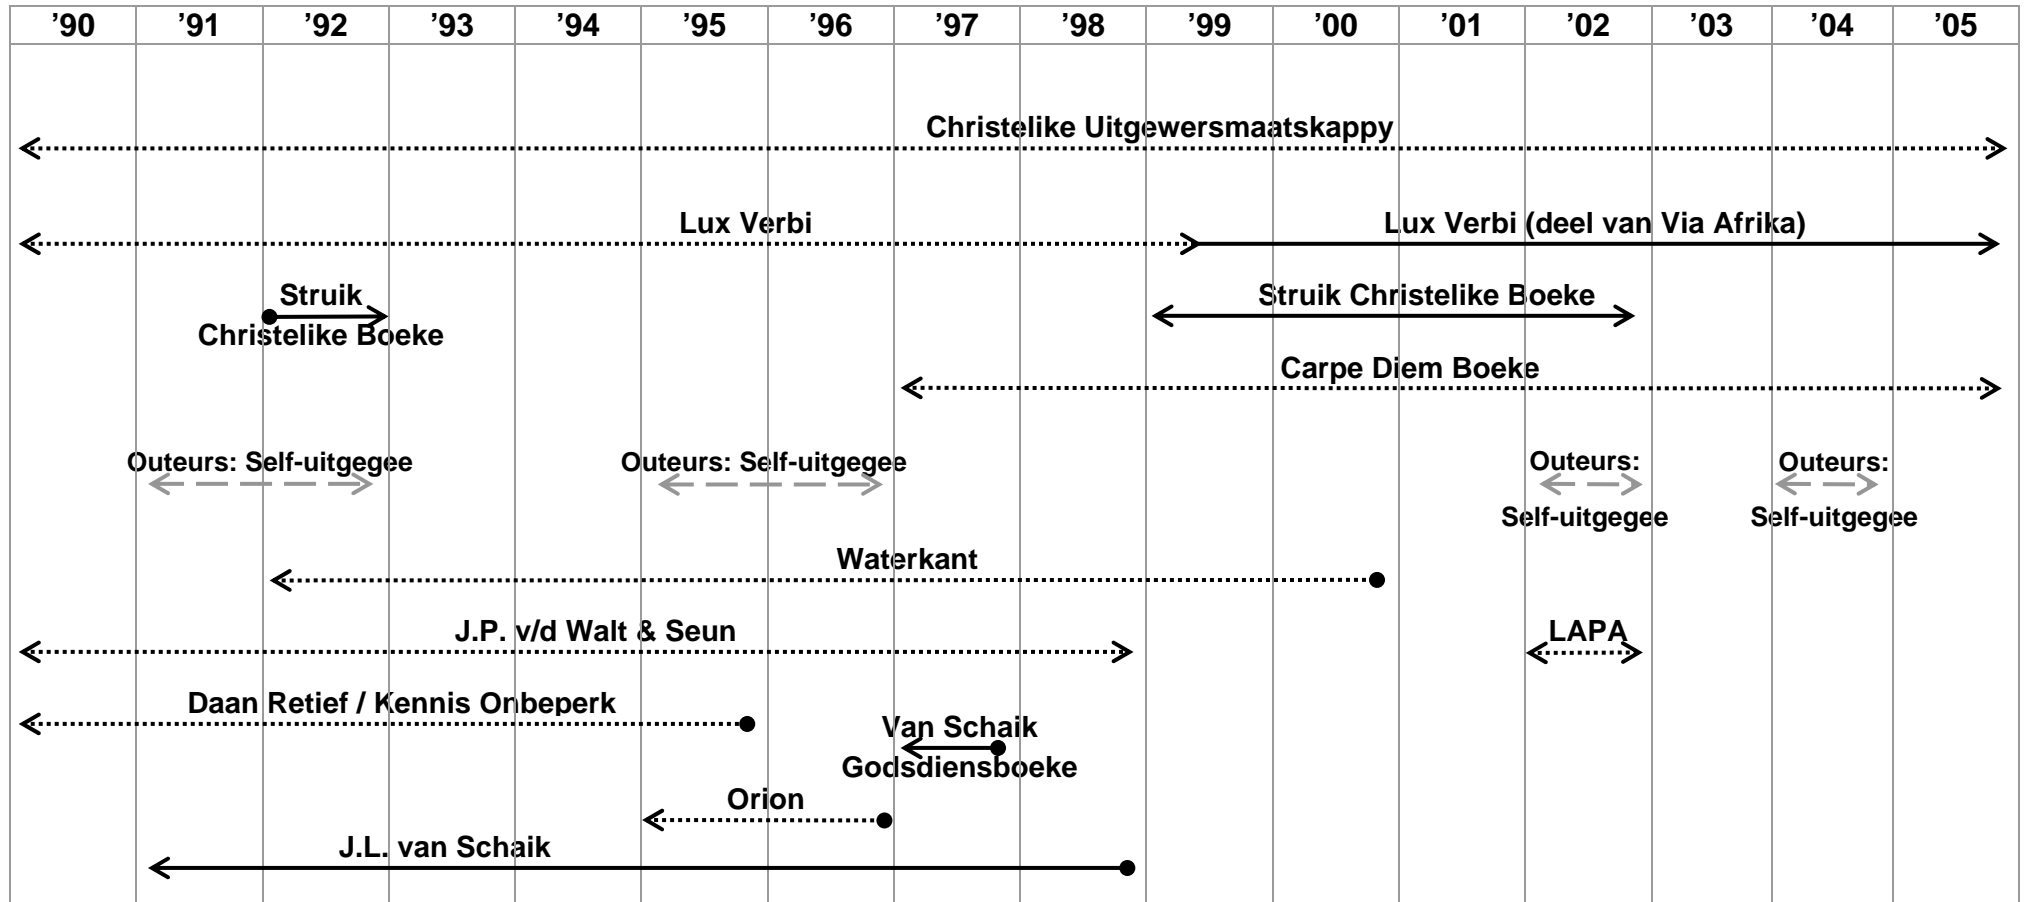 ’90 ’91 ’92 ’93 ’94 ’95 ’96 ’97 ’98 ’99 ’00 ’01 ’02 ’03 ’04 ’05
Christelike Uitgewersmaatskappy
Lux Verbi
Lux Verbi (deel van Via Afrika)
Struik
Christelike Boeke
Struik Christelike Boeke
Carpe Diem Boeke
Outeurs: Self-uitgegee
Outeurs: Self-uitgegee
Outeurs:
Self-uitgegee
Outeurs:
Self-uitgegee
Waterkant
J.P. v/d Walt & Seun
LAPA
Daan Retief / Kennis Onbeperk
Van Schaik
Godsdiensboeke
Orion
J.L. van Schaik